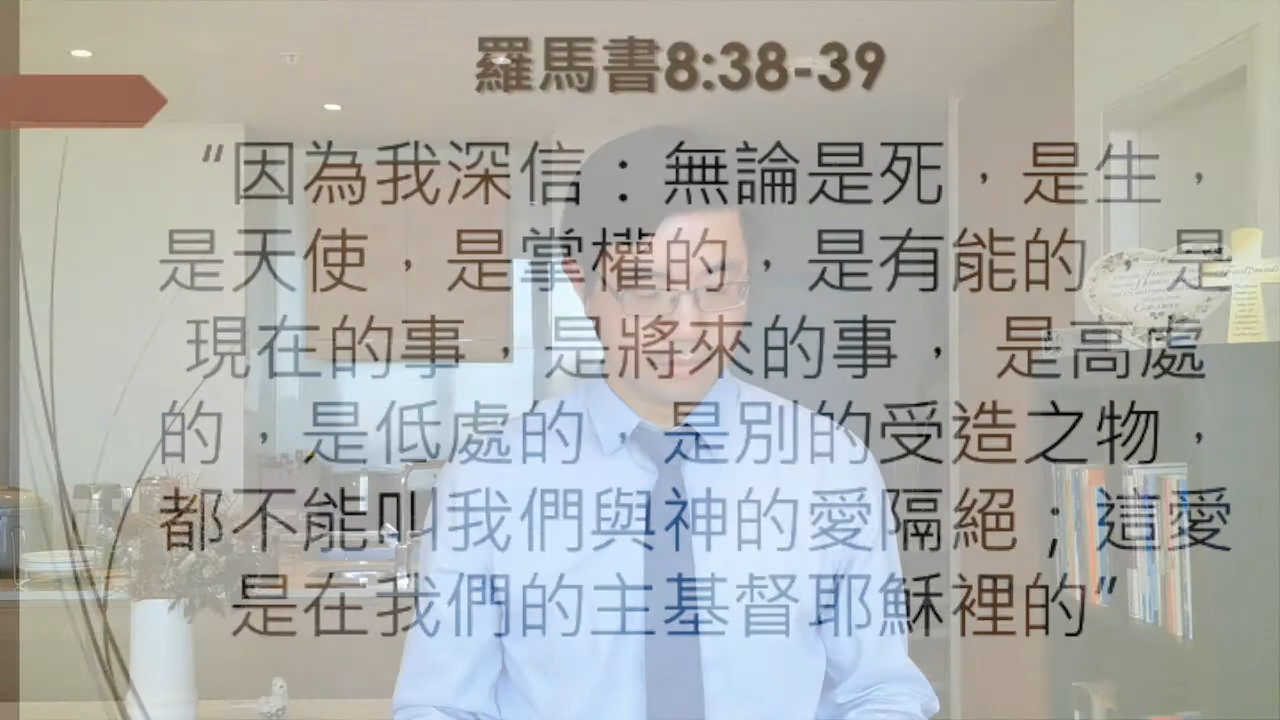 羅馬書8:38-39
“因為我深信：無論是死，是生，
是天使，是掌權的，是有能的 是
現在的事，是將來的事， 是高處
的，是低處的，是別的受造之物，
都不能叫我們與神的愛隔絕；這愛
是在我們的主基督耶穌裡的”